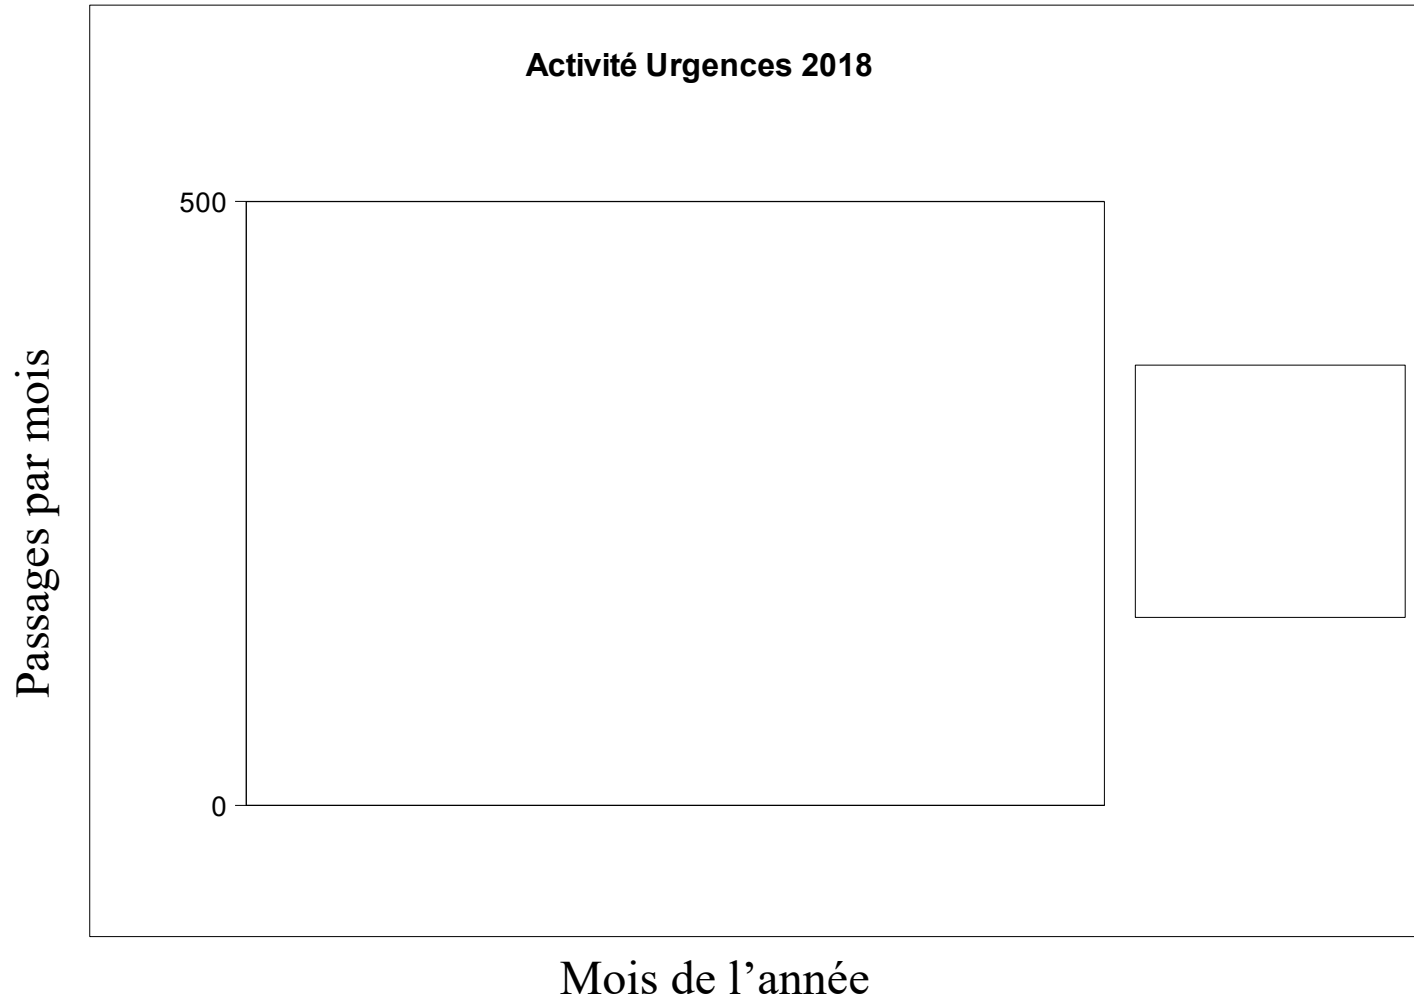 Activité Urgences 2018
500
Passages par mois
0
Mois de l’année